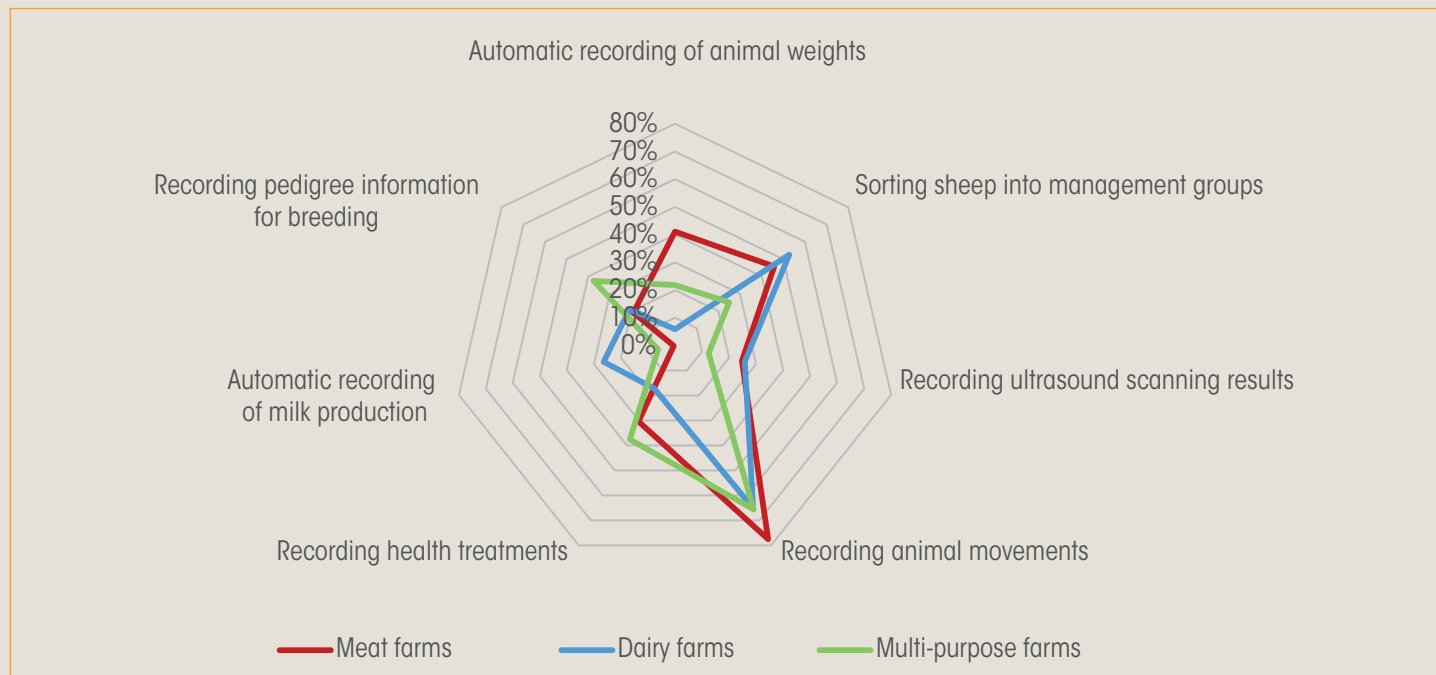 Automatic recording of animal weights
80%
70%
60%
50%
40%
30%
20%
10%
0%
Sorting sheep into management groups
Recording ultrasound scanning results
Recording animal movements
Recording health treatments
Automatic recording
of milk production
Recording pedigree information
for breeding
Meat farms
Dairy farms
Multi-purpose farms